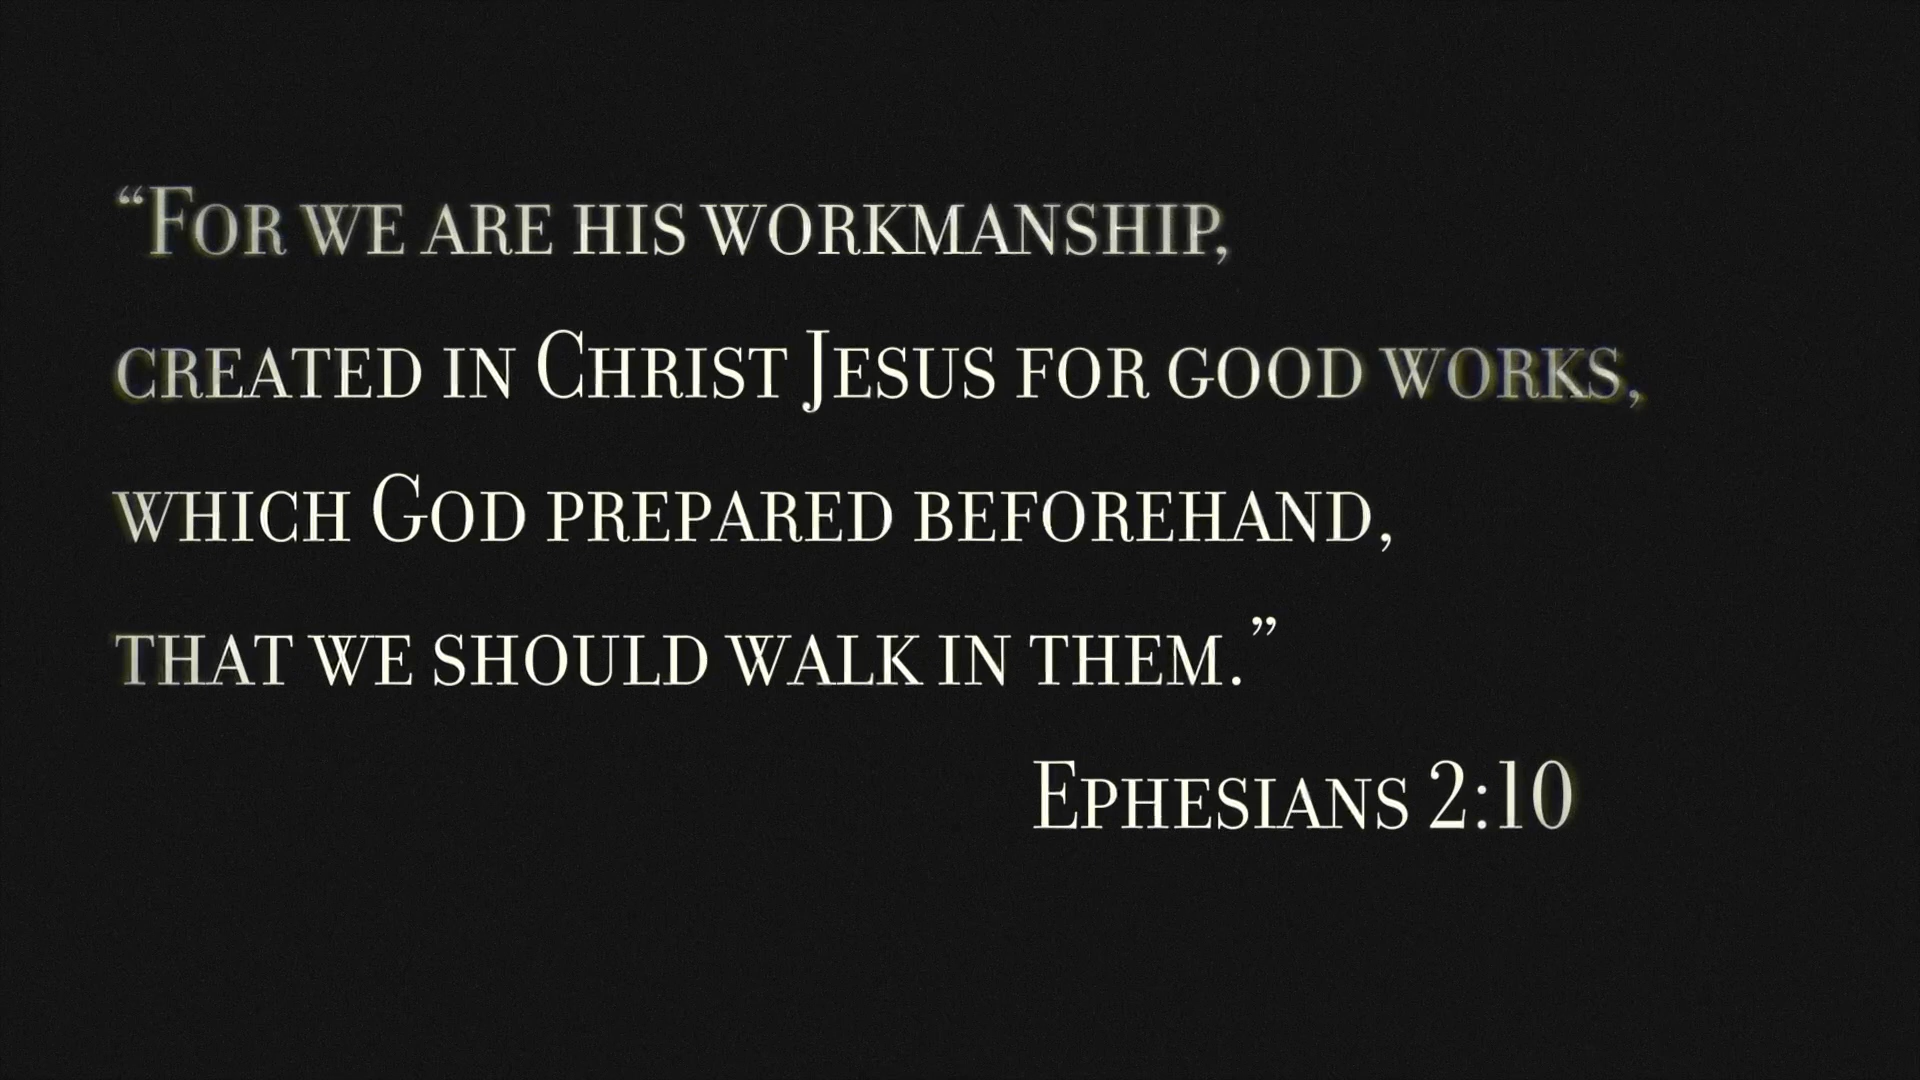 “For we are his workmanship,
created in Christ Jesus for good works,
which God prepared beforehand,
that we should walk in them.”
Ephesians 2:10